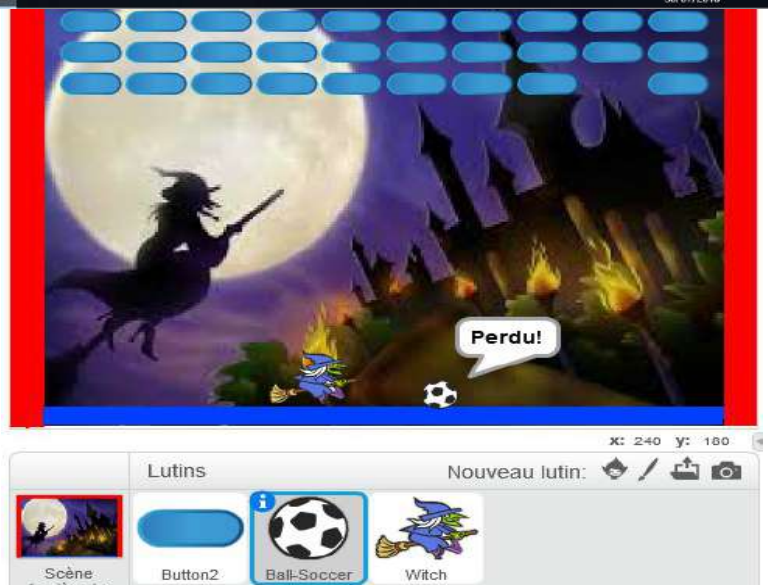 Perdu!
x: 240 y: 180
Lutins
Nouveau lutin:
Scène
Button2
Ball-Soccer
Witch